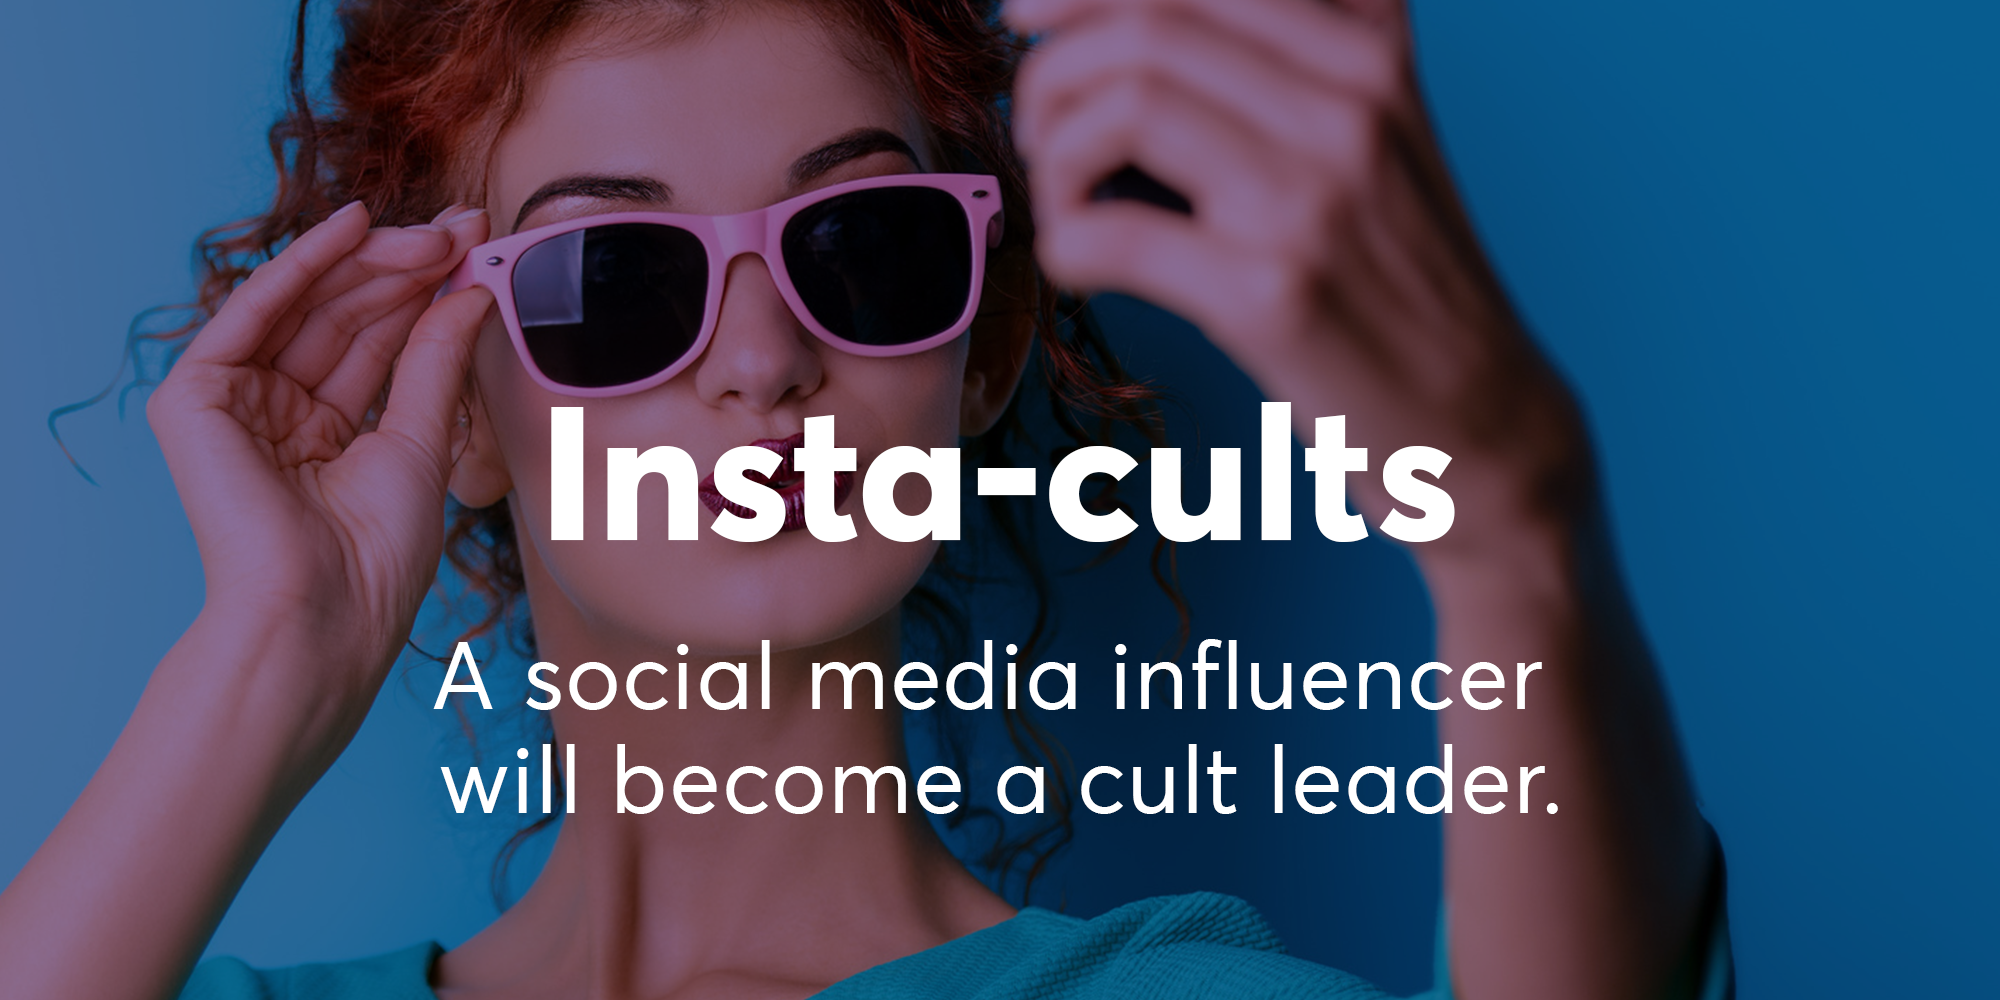 Insta-cults
A social media influencer
will become a cult leader.